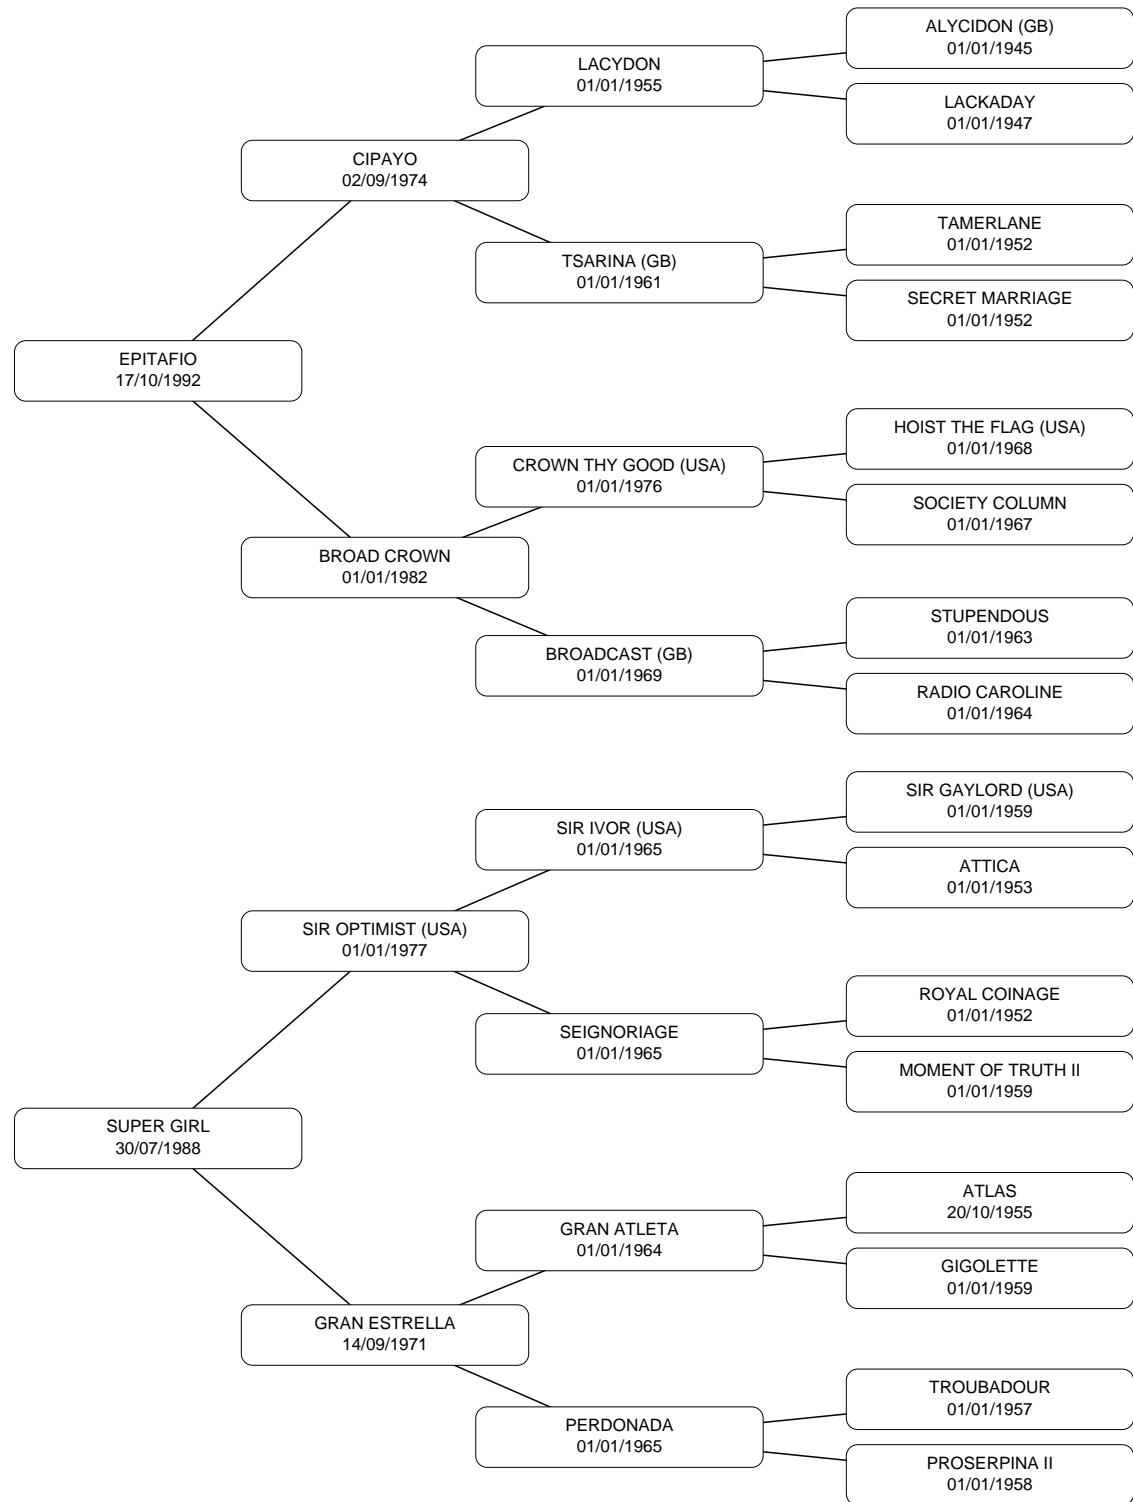 ALYCIDON (GB)
01/01/1945
LACYDON
01/01/1955
LACKADAY
01/01/1947
CIPAYO
02/09/1974
TAMERLANE
01/01/1952
TSARINA (GB)
01/01/1961
SECRET MARRIAGE
01/01/1952
EPITAFIO
17/10/1992
HOIST THE FLAG (USA)
01/01/1968
CROWN THY GOOD (USA)
01/01/1976
SOCIETY COLUMN
01/01/1967
BROAD CROWN
01/01/1982
STUPENDOUS
01/01/1963
BROADCAST (GB)
01/01/1969
RADIO CAROLINE
01/01/1964
SIR GAYLORD (USA)
01/01/1959
SIR IVOR (USA)
01/01/1965
ATTICA
01/01/1953
SIR OPTIMIST (USA)
01/01/1977
ROYAL COINAGE
01/01/1952
SEIGNORIAGE
01/01/1965
MOMENT OF TRUTH II
01/01/1959
SUPER GIRL
30/07/1988
ATLAS
20/10/1955
GRAN ATLETA
01/01/1964
GIGOLETTE
01/01/1959
GRAN ESTRELLA
14/09/1971
TROUBADOUR
01/01/1957
PERDONADA
01/01/1965
PROSERPINA II
01/01/1958